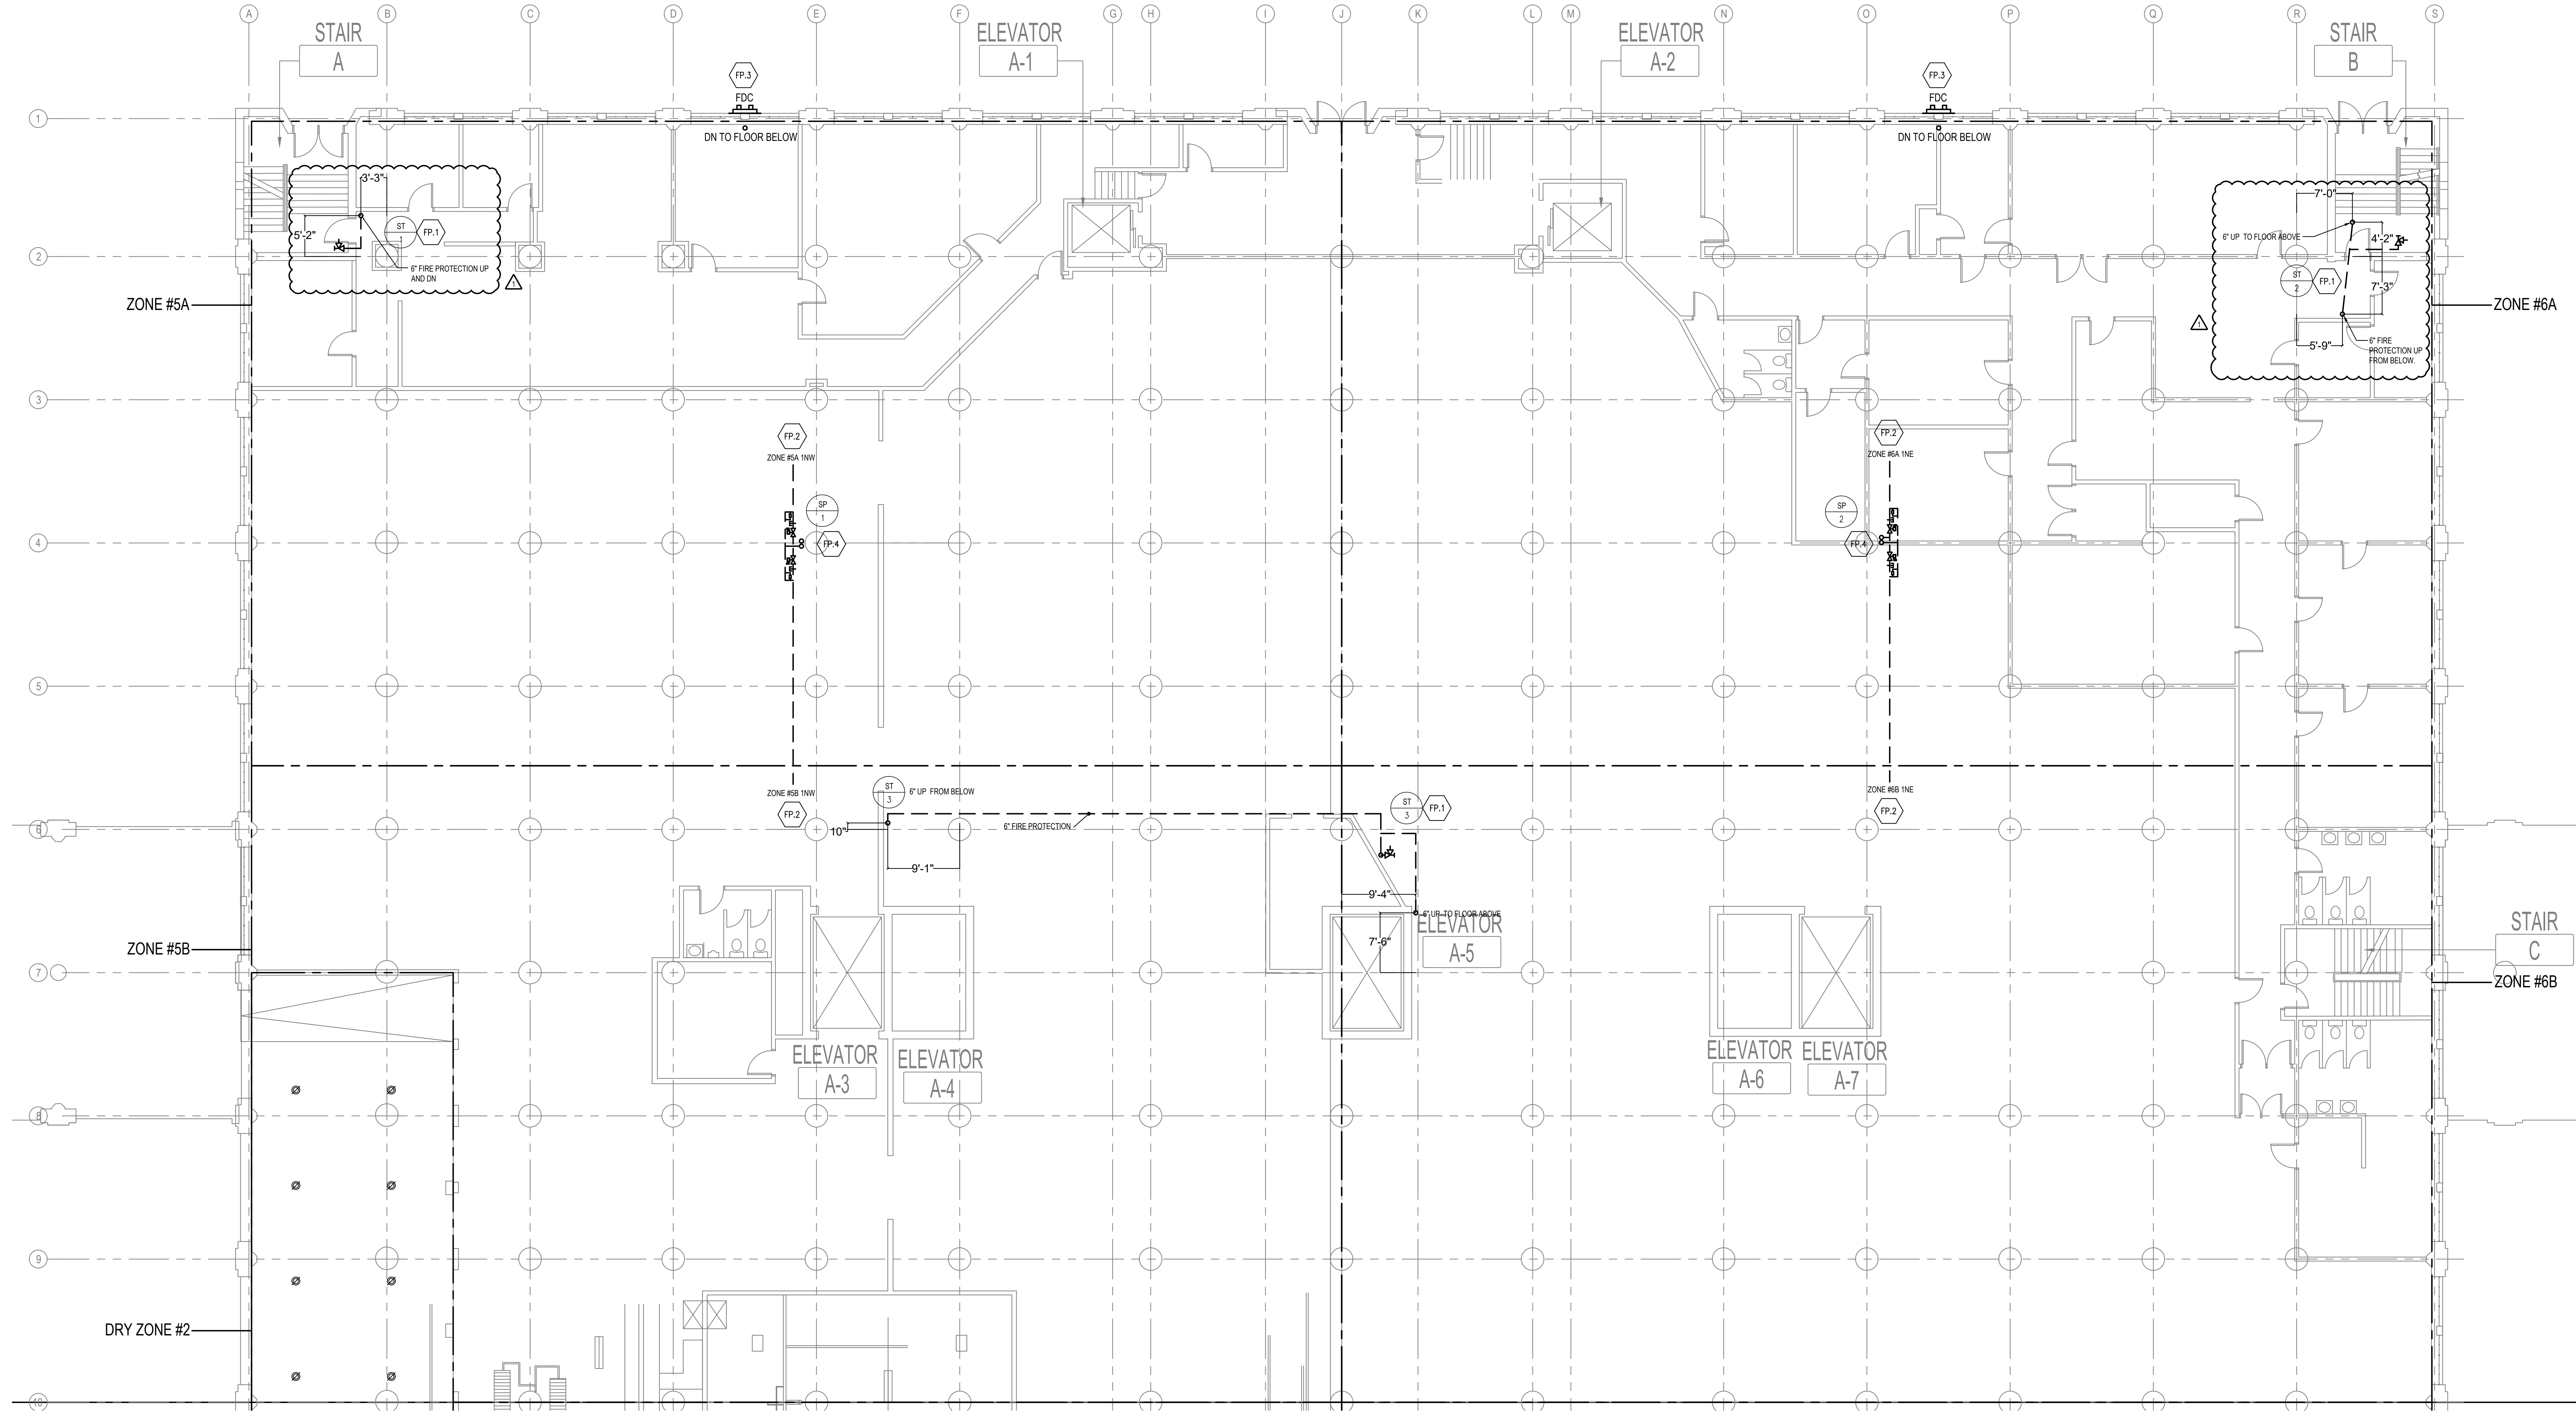 A B C D E F G H I J K L M N O P Q R S
STAIR
A
ELEVATOR
A-1
ELEVATOR
A-2
STAIR
B
FP.3
FDC
DN TO FLOOR BELOW
FP.3
FDC
DN TO FLOOR BELOW
1
3'-3"
5'-2"
ST
1
FP.1
6" FIRE PROTECTION UP
AND DN
1
7'-0"
6" UP TO FLOOR ABOVE
4'-2"
ST
2
FP.1
7'-3"
1
5'-9"
6" FIRE
PROTECTION UP
FROM BELOW.
2
ZONE #5A
ZONE #6A
3
FP.2
ZONE #5A 1NW
SP
1
FP.4
FP.2
ZONE #6A 1NE
SP
2
FP.4
4
5
ZONE #5B 1NW
FP.2
ST
3
6" UP FROM BELOW
10"
9'-1"
6" FIRE PROTECTION
ST
3
FP.1
ZONE #6B 1NE
FP.2
6
9'-4"
6" UP TO FLOOR ABOVE
7'-6"
ELEVATOR
A-5
ZONE #5B
STAIR
C
ZONE #6B
7
ELEVATOR
A-3
ELEVATOR
A-4
ELEVATOR
A-6
ELEVATOR
A-7
8
9
DRY ZONE #2
10